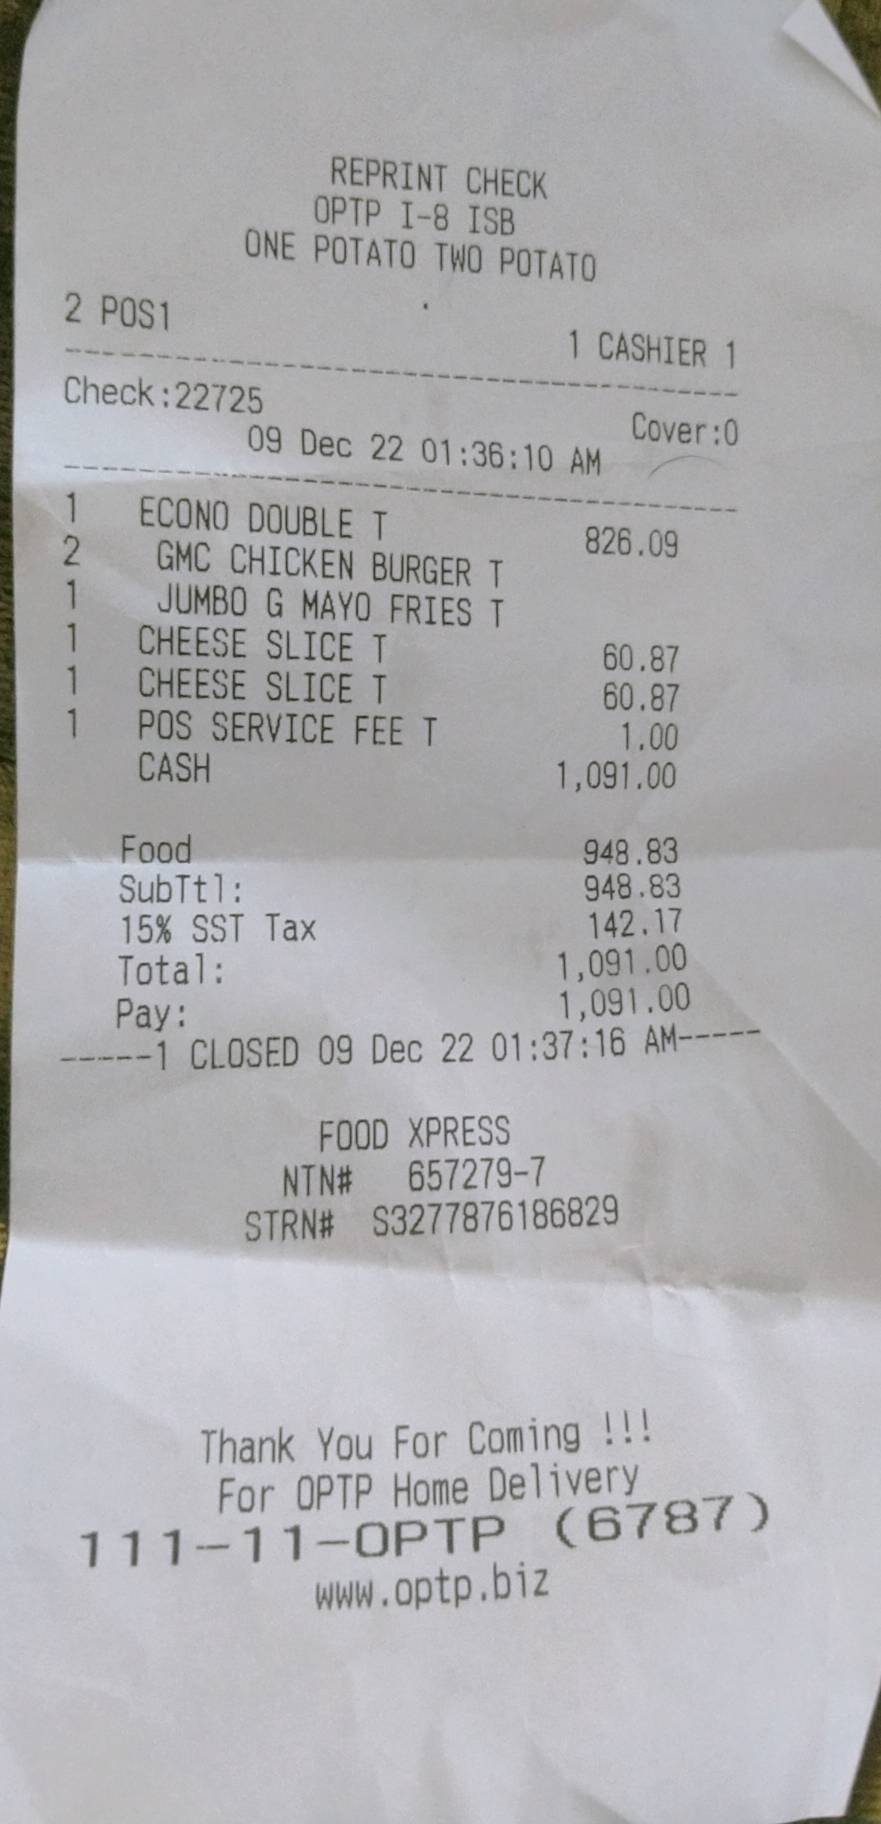 REPRINT CHECK
OPTP I-8 ISB
ONE POTATO TWO POTATO
2 POS1 1 CASHIER 1
Check:22725 Cover:0
09 Dec 22 01:36:10 AM
1 ECONO DOUBLE T 826.09
2 GMC CHICKEN BURGER T
1 JUMBO G MAYO FRIES T
1 CHEESE SLICE T 60.87
1 CHEESE SLICE T 60.87
1 POS SERVICE FEE T 1.00
CASH 1,091.00
Food 948.83
SubTtl: 948.83
15% SST Tax 142.17
Total: 1,091.00
Pay: 1,091.00
-----1 CLOSED 09 Dec 22 01:37:16 AM-----
FOOD XPRESS
NTN# 657279-7
STRN# S3277876186829
Thank You For Coming !!!
For OPTP Home Delivery
111-11-OPTP (6787)
www.optp.biz